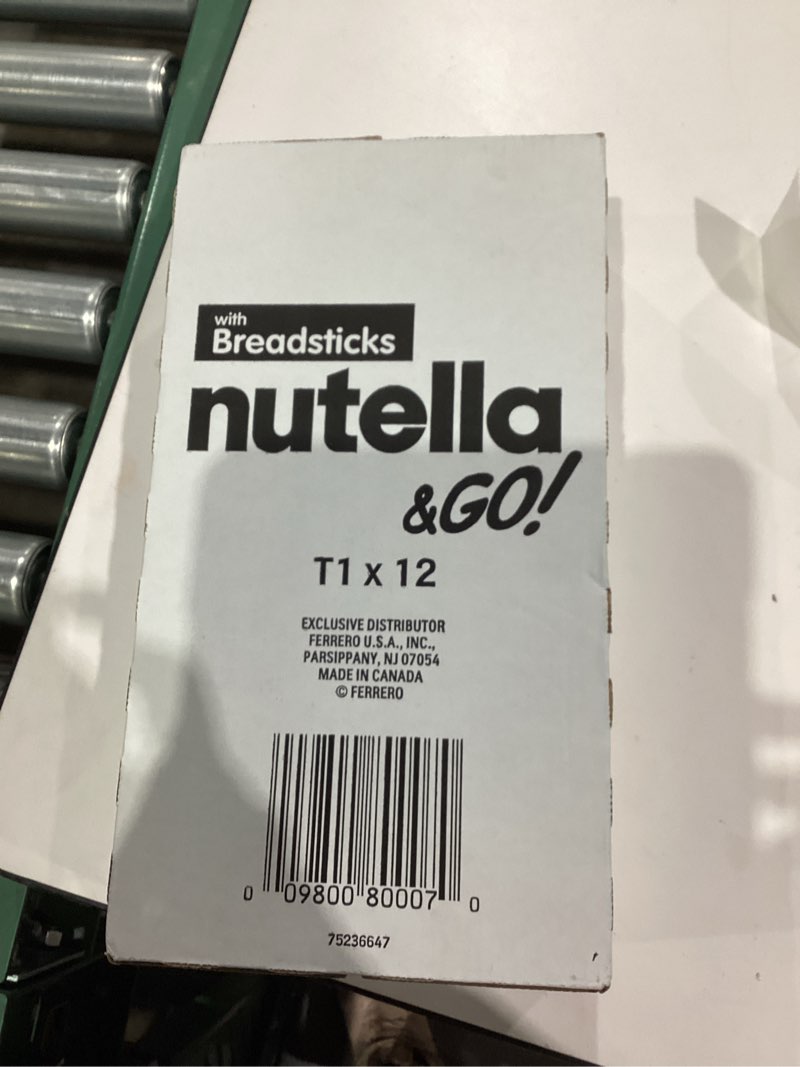 with
Breadsticks
nutella
&GO!
T1 x 12
EXCLUSIVE DISTRIBUTOR
FERRERO U.S.A., INC.,
PARSIPPANY, NJ 07054
MADE IN CANADA
© FERRERO
0 09800 80007 0
75236647